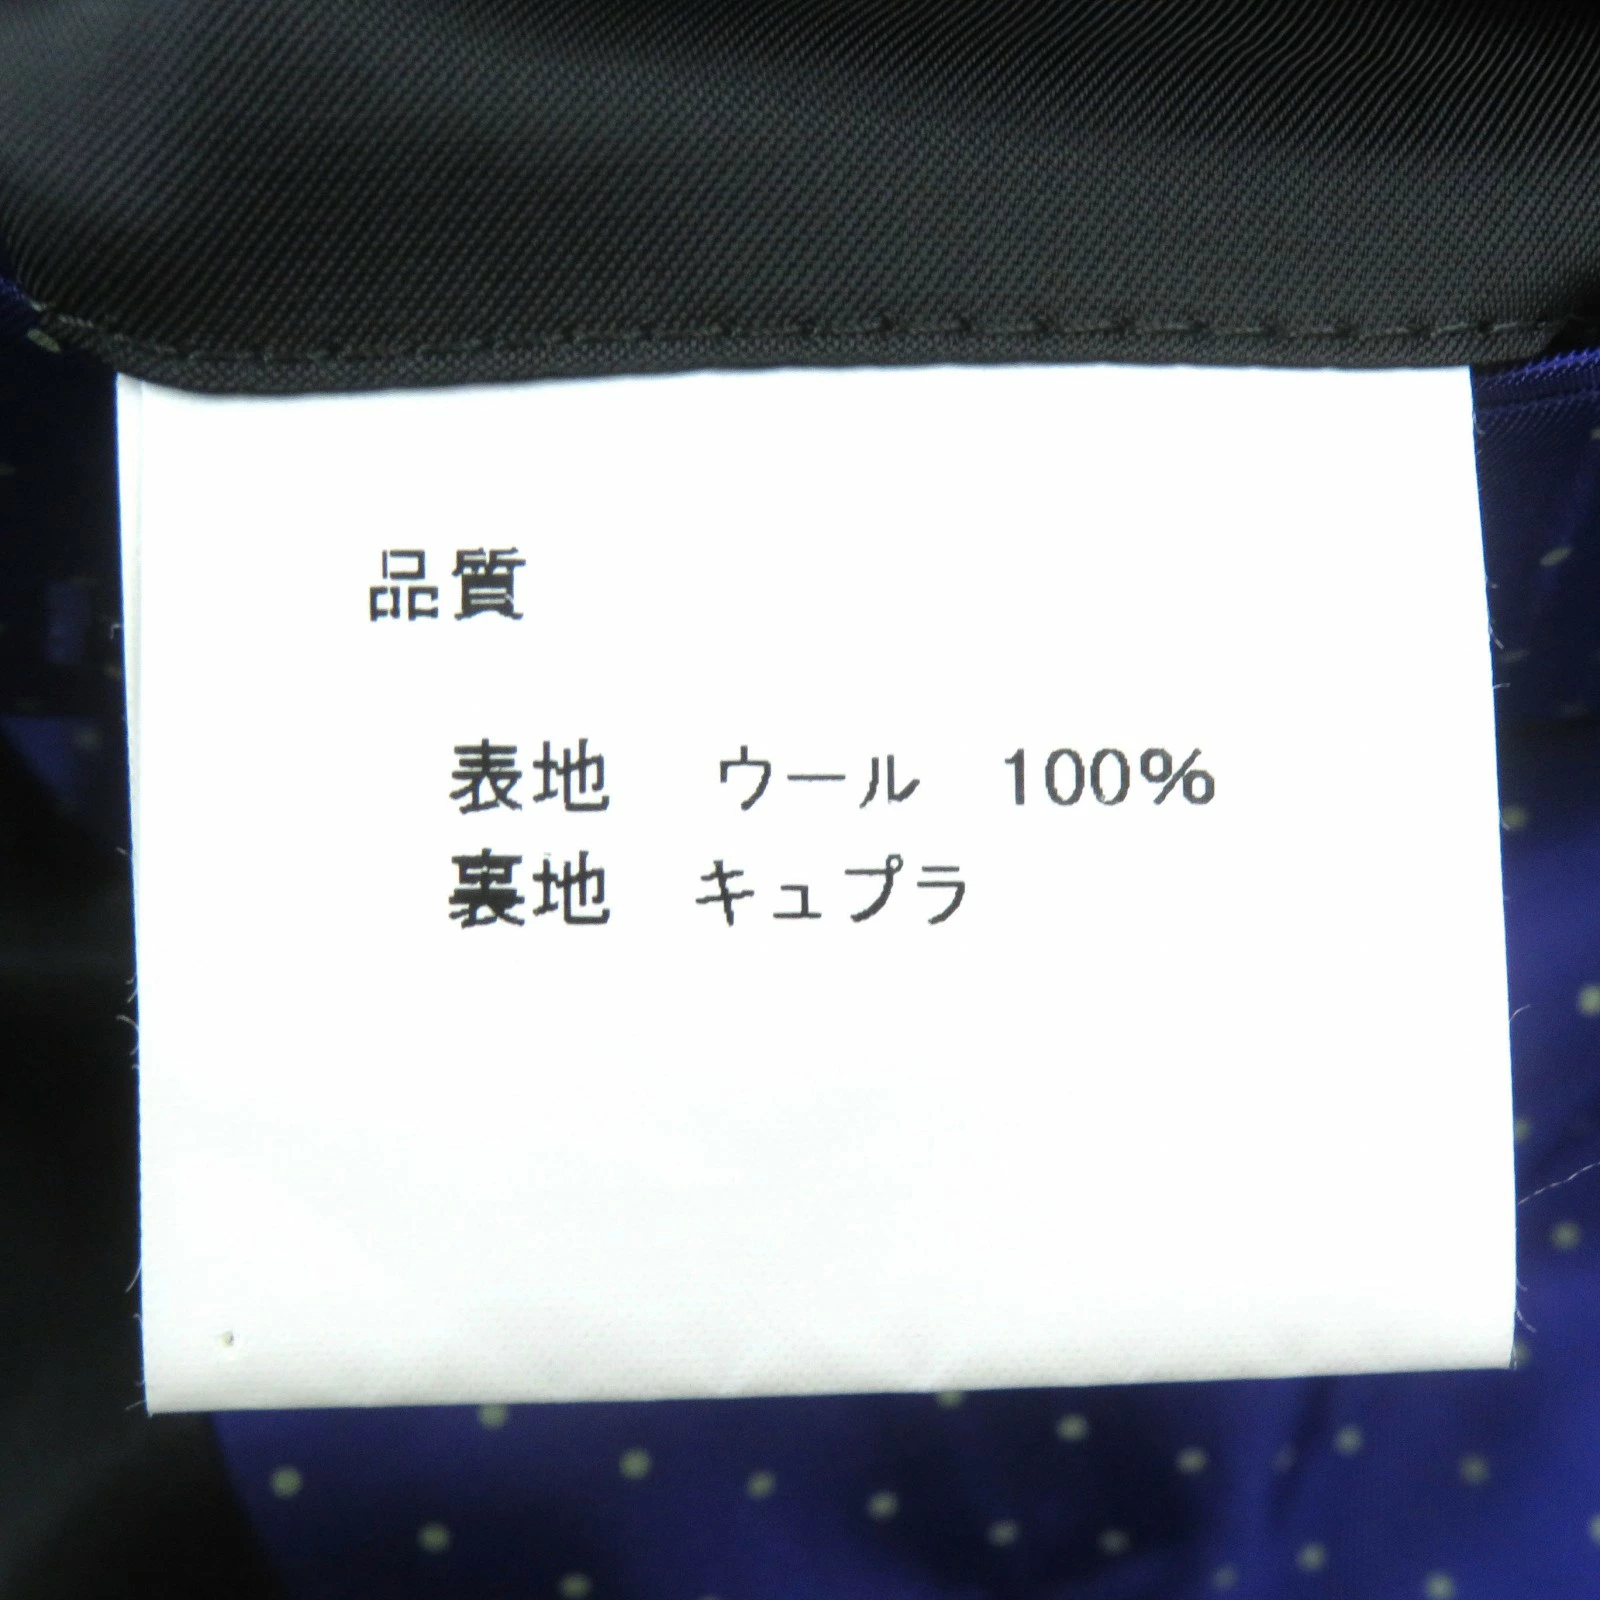 品質
表地 ウール 100%
裏地 キュプラ